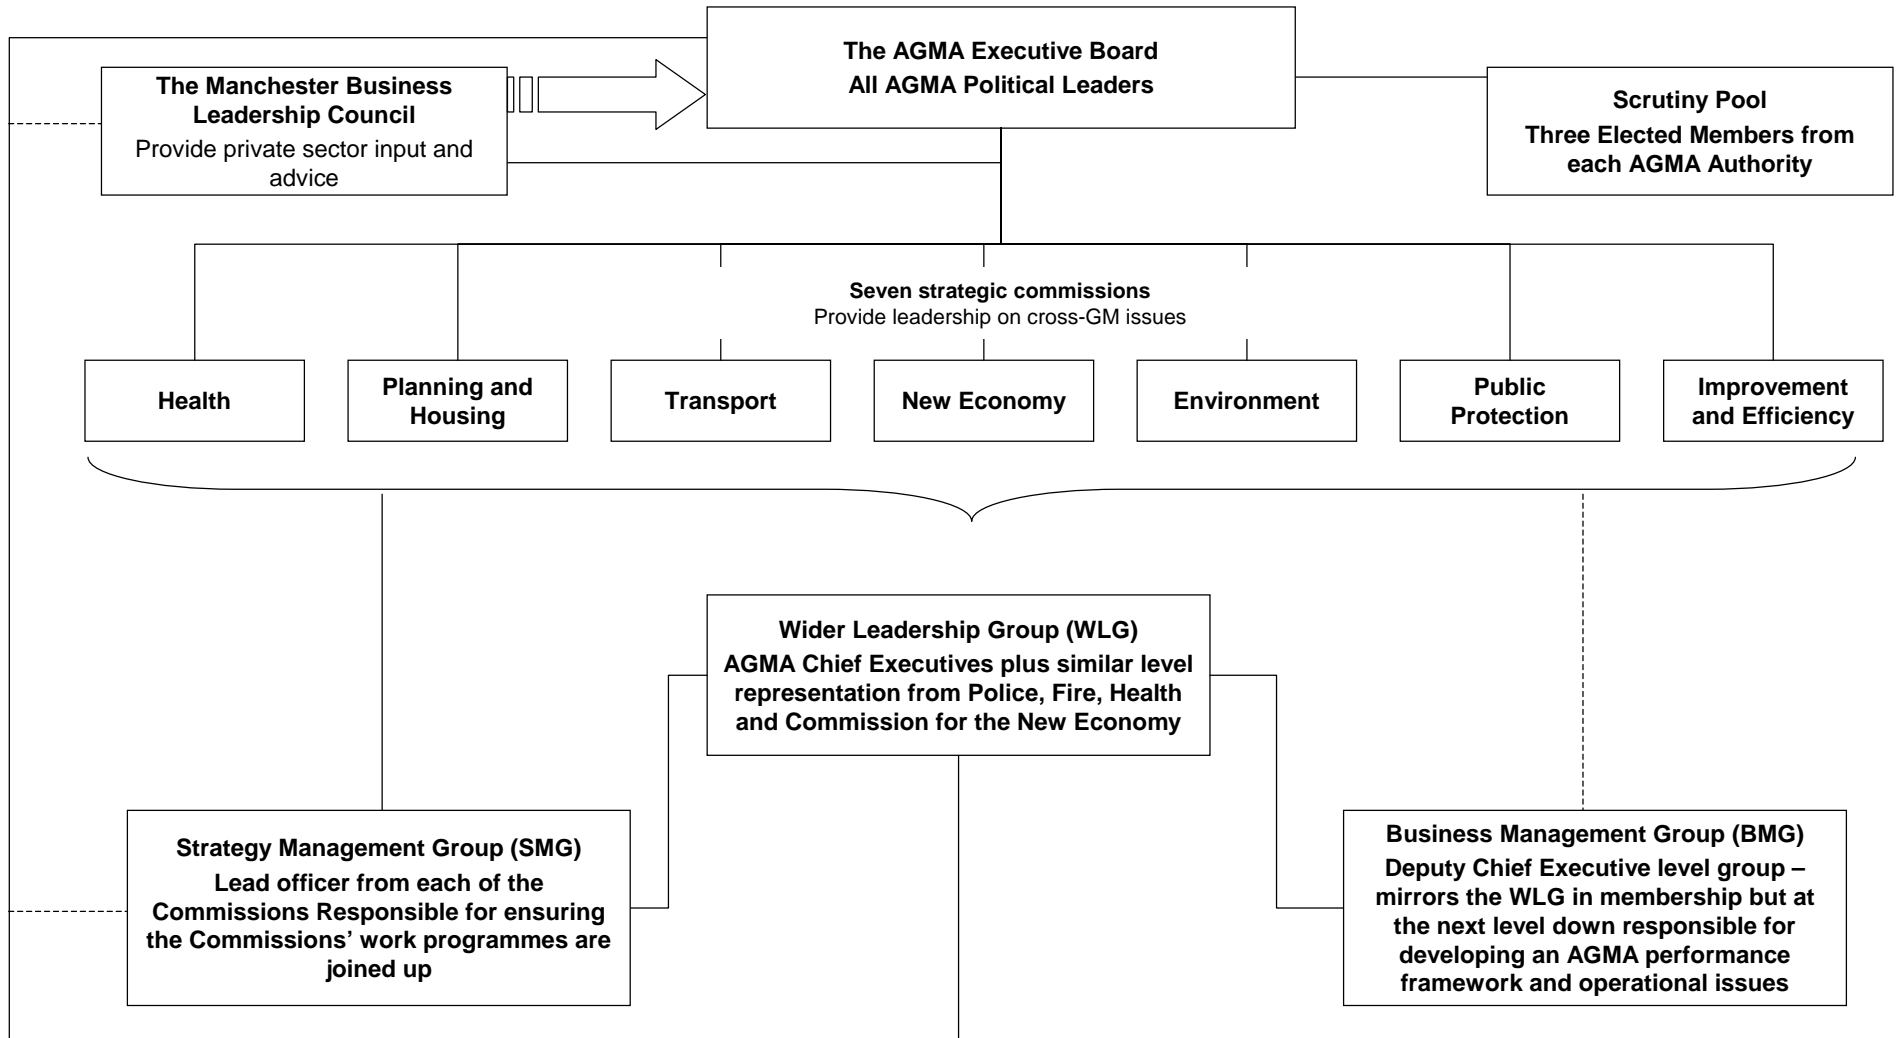 The AGMA Executive Board
All AGMA Political Leaders
The Manchester Business
Leadership Council
Provide private sector input and
advice
Scrutiny Pool
Three Elected Members from
each AGMA Authority
Seven strategic commissions
Provide leadership on cross-GM issues
Health
Planning and
Housing
Transport
New Economy
Environment
Public
Protection
Improvement
and Efficiency
Wider Leadership Group (WLG)
AGMA Chief Executives plus similar level
representation from Police, Fire, Health
and Commission for the New Economy
Strategy Management Group (SMG)
Lead officer from each of the
Commissions Responsible for ensuring
the Commissions’ work programmes are
joined up
Business Management Group (BMG)
Deputy Chief Executive level group –
mirrors the WLG in membership but at
the next level down responsible for
developing an AGMA performance
framework and operational issues